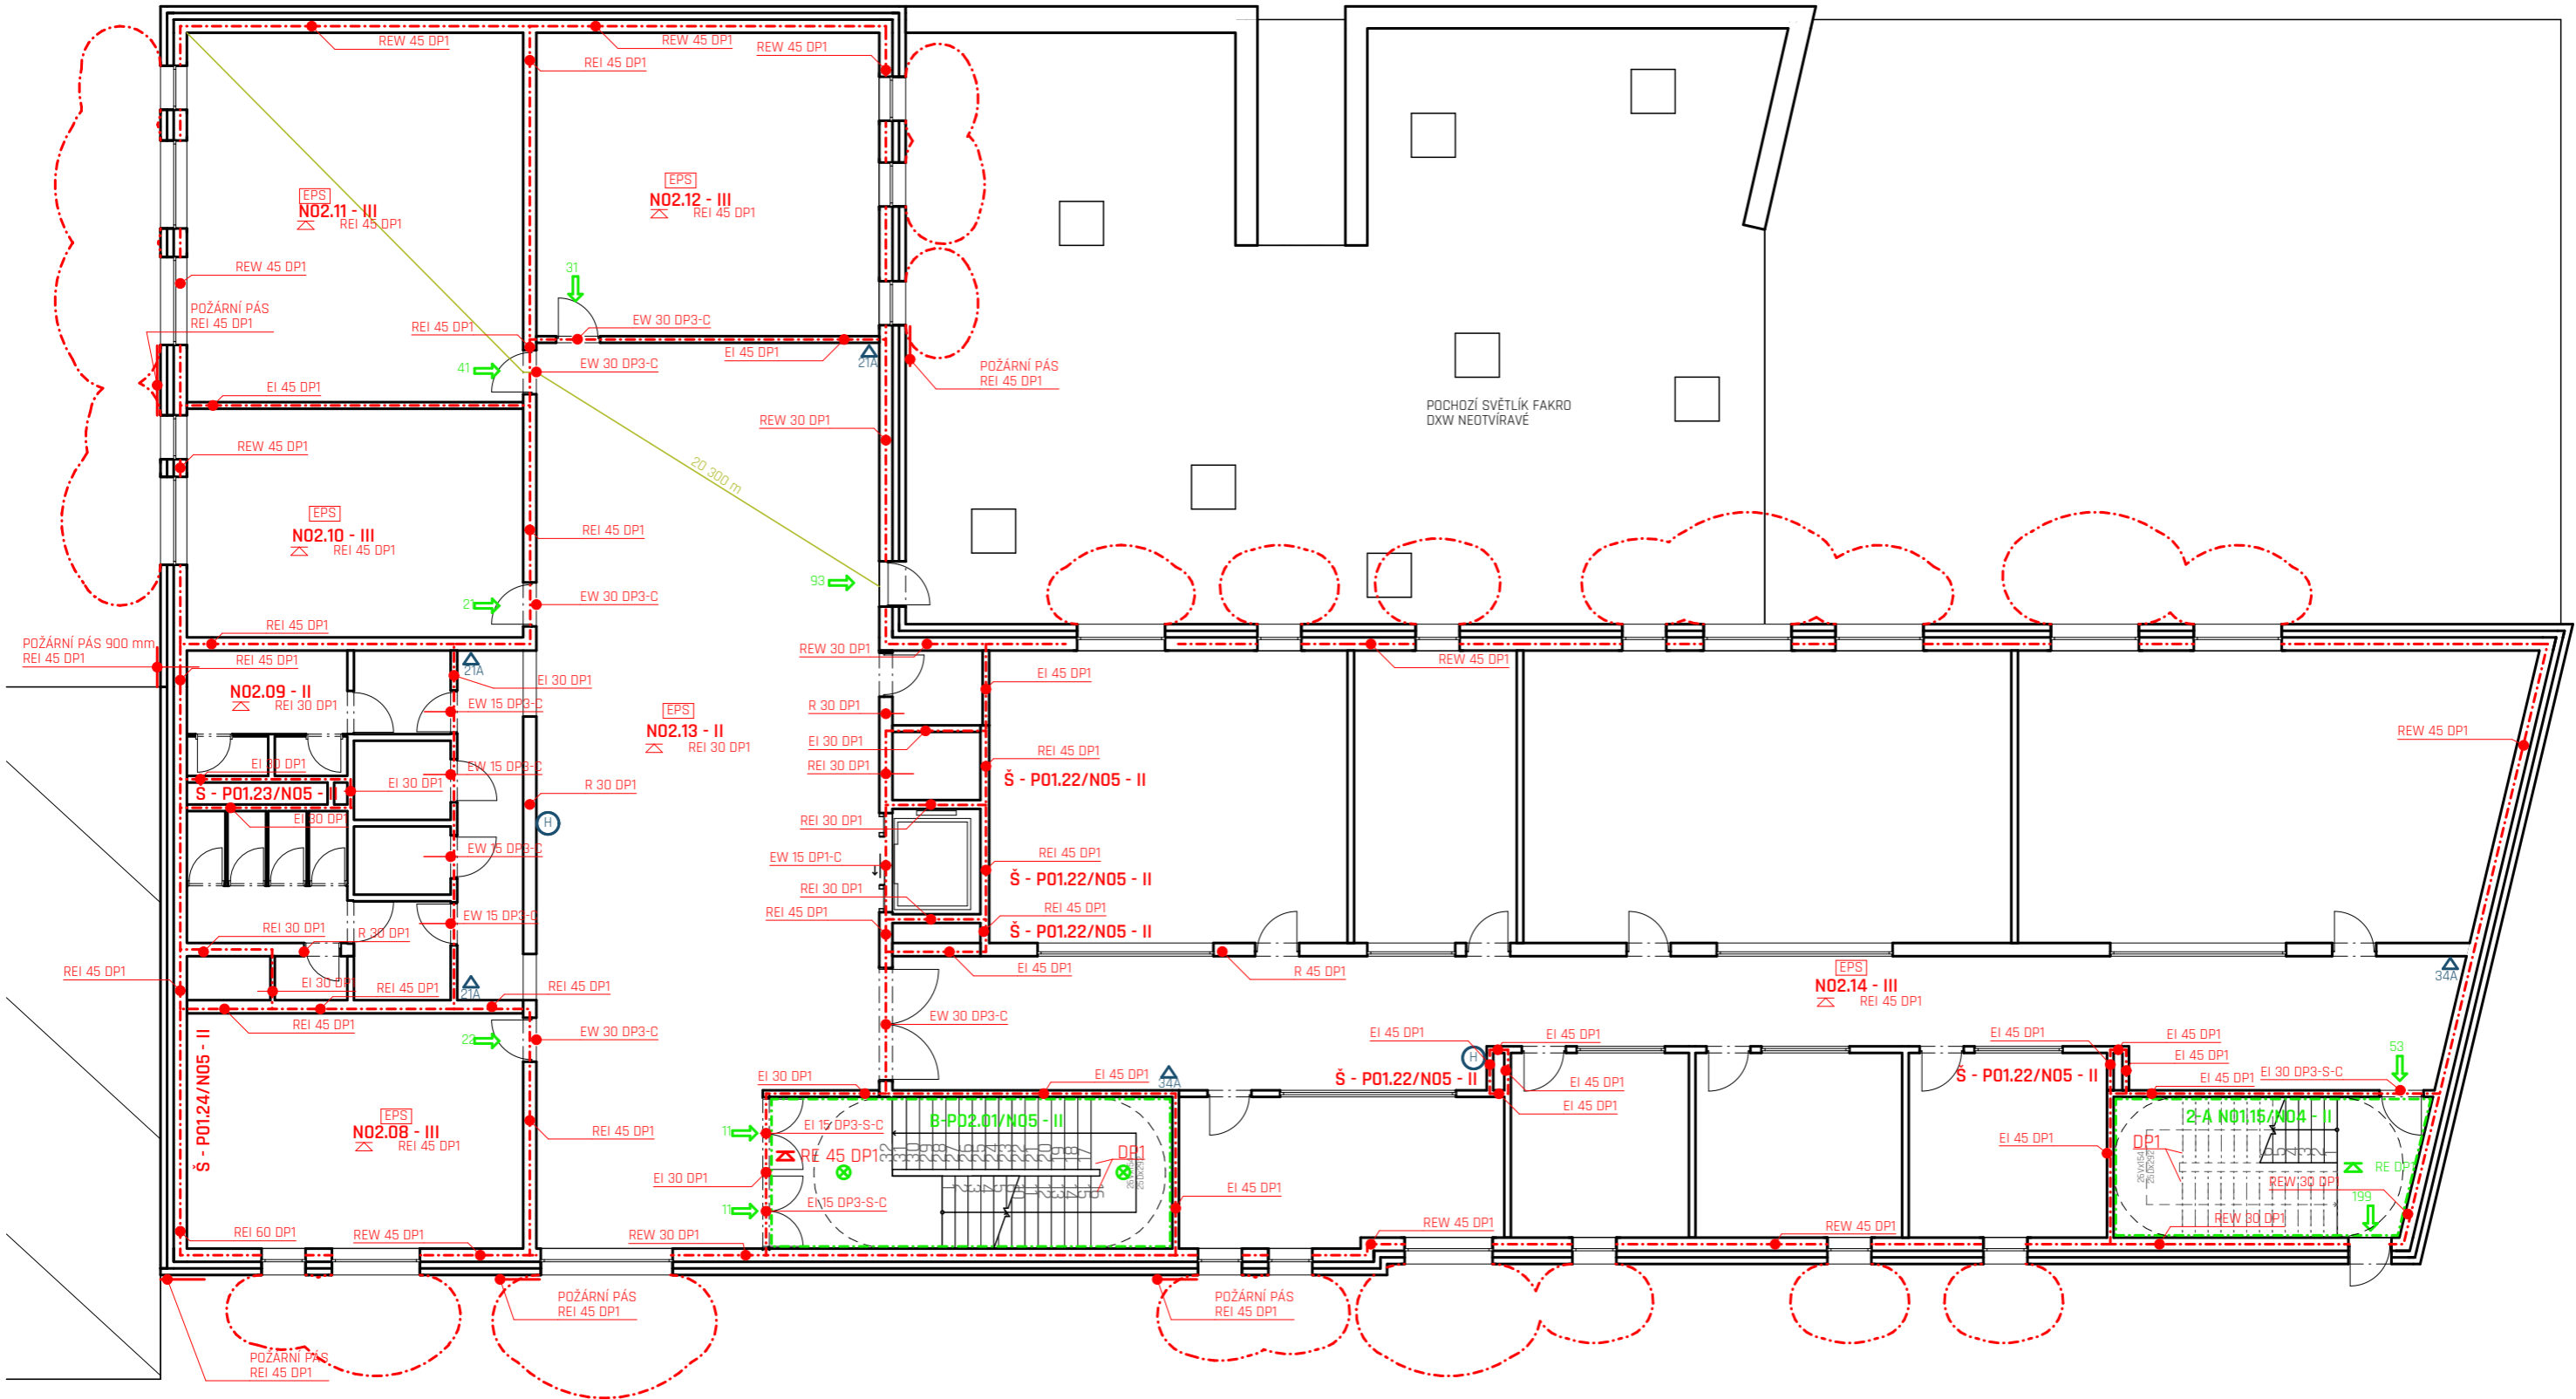 REW 45 DP1
REW 45 DP1
REI 45 DP1
REW 45 DP1
EPS
N02.11 - III
REI 45 DP1
EPS
N02.12 - III
REI 45 DP1
REW 45 DP1
POŽÁRNÍ PÁS
REI 45 DP1
31
REI 45 DP1
EW 30 DP3-C
EI 45 DP1
21A
41
EW 30 DP3-C
POŽÁRNÍ PÁS
REI 45 DP1
EI 45 DP1
POCHOZÍ SVĚTLÍK FAKRO
DXW NEOTVÍRAVÉ
REW 30 DP1
REW 45 DP1
20 300 m
EPS
N02.10 - III
REI 45 DP1
REI 45 DP1
93
21
EW 30 DP3-C
REI 45 DP1
POŽÁRNÍ PÁS 900 mm
REI 45 DP1
REI 45 DP1
21A
EI 30 DP1
REW 30 DP1
REW 45 DP1
EI 45 DP1
N02.09 - II
REI 30 DP1
EW 15 DP3-C
EPS
N02.13 - II
REI 30 DP1
R 30 DP1
REW 45 DP1
EI 30 DP1
REI 45 DP1
EI 30 DP1
EW 15 DP3-C
REI 30 DP1
Š - P01.22/N05 - II
Š - P01.23/N05 - II
EI 30 DP1
R 30 DP1
EI 30 DP1
H
REI 30 DP1
EW 15 DP3-C
EW 15 DP1-C
REI 45 DP1
Š - P01.22/N05 - II
REI 30 DP1
EW 15 DP3-C
REI 45 DP1
REI 45 DP1
Š - P01.22/N05 - II
REI 30 DP1
R 30 DP1
REI 45 DP1
EI 45 DP1
R 45 DP1
EPS
N02.14 - III
REI 45 DP1
34A
EI 30 DP1
REI 45 DP1
21A
REI 45 DP1
REI 45 DP1
22
EW 30 DP3-C
EW 30 DP3-C
EI 45 DP1
H
EI 45 DP1
EI 45 DP1
EI 45 DP1
EI 45 DP1
53
Š - P01.24/N05 - II
EI 30 DP1
EI 45 DP1
34A
Š - P01.22/N05 - II
EI 45 DP1
EI 45 DP1
Š - P01.22/N05 - II
EI 45 DP1
EI 30 DP3-S-C
EPS
N02.08 - III
REI 45 DP1
REI 45 DP1
11
EI 15 DP3-S-C
B-P02.01/N05 - II
RE 45 DP1
DP1
EI 30 DP1
11
EI 15 DP3-S-C
EI 45 DP1
EI 45 DP1
2-A N01.15/N04 - II
DP1
RE DP1
REW 30 DP1
199
REW 30 DP1
REI 60 DP1
REW 45 DP1
REW 30 DP1
REW 45 DP1
REW 45 DP1
POŽÁRNÍ PÁS
REI 45 DP1
POŽÁRNÍ PÁS
REI 45 DP1
POŽÁRNÍ PÁS
REI 45 DP1